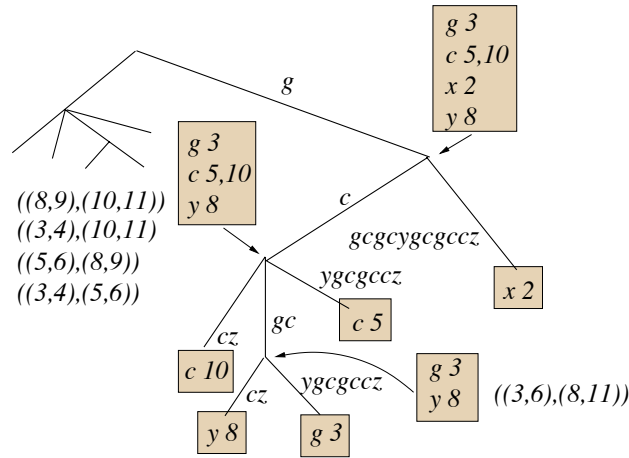 g 3
c 5,10
x 2
y 8
g
g 3
c 5,10
y 8
c
((8,9),(10,11))
((3,4),(10,11)
((5,6),(8,9))
((3,4),(5,6))
gcgcygcgccz
x 2
ygcgccz
c 5
gc
cz
c 10
g 3
y 8
((3,6),(8,11))
cz
ygcgccz
y 8
g 3